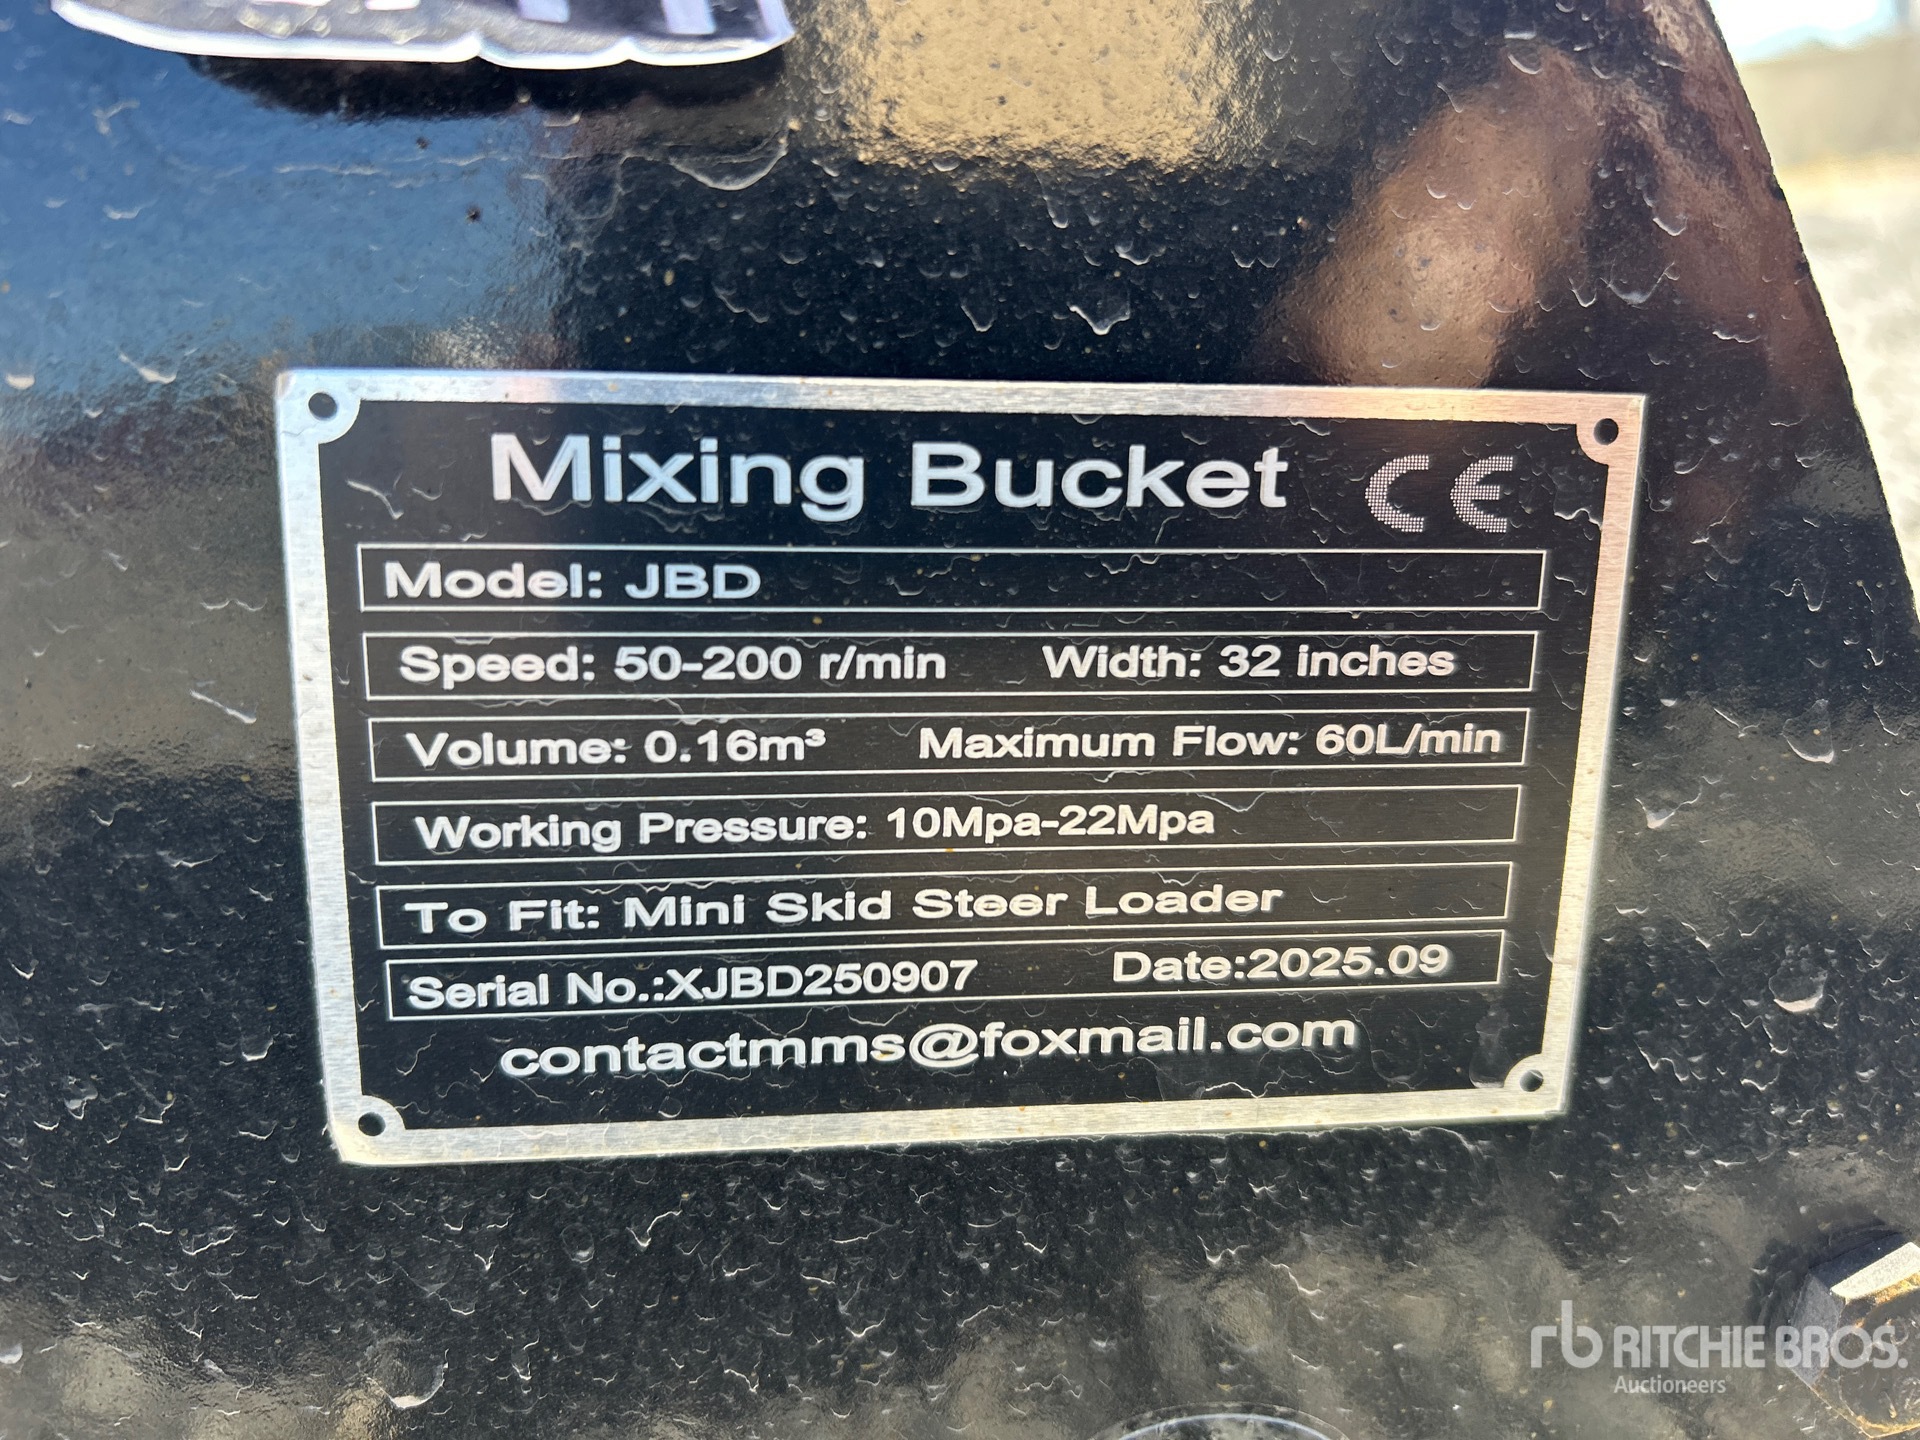 Mixing Bucket CE
Model: JBD
Speed: 50-200 r/min Width: 32 inches
Volume: 0.16m³ Maximum Flow: 60L/min
Working Pressure: 10Mpa-22Mpa
To Fit: Mini Skid Steer Loader
Serial No.:XJBD250907 Date:2025.09
contactmms@foxmail.com
rb RITCHIE BROS.
Auctioneers